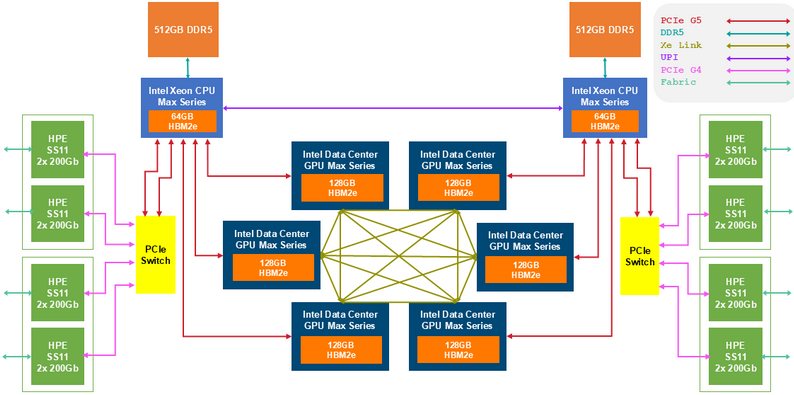 512GB DDR5
512GB DDR5
PCIe G5
DDR5
Xe Link
UPI
PCIe G4
Fabric
Intel Xeon CPU
Max Series
64GB
HBM2e
Intel Xeon CPU
Max Series
64GB
HBM2e
HPE
SS11
2x 200Gb
HPE
SS11
2x 200Gb
HPE
SS11
2x 200Gb
HPE
SS11
2x 200Gb
PCIe
Switch
Intel Data Center
GPU Max Series
128GB
HBM2e
Intel Data Center
GPU Max Series
128GB
HBM2e
Intel Data Center
GPU Max Series
128GB
HBM2e
Intel Data Center
GPU Max Series
128GB
HBM2e
Intel Data Center
GPU Max Series
128GB
HBM2e
Intel Data Center
GPU Max Series
128GB
HBM2e
PCIe
Switch
HPE
SS11
2x 200Gb
HPE
SS11
2x 200Gb
HPE
SS11
2x 200Gb
HPE
SS11
2x 200Gb